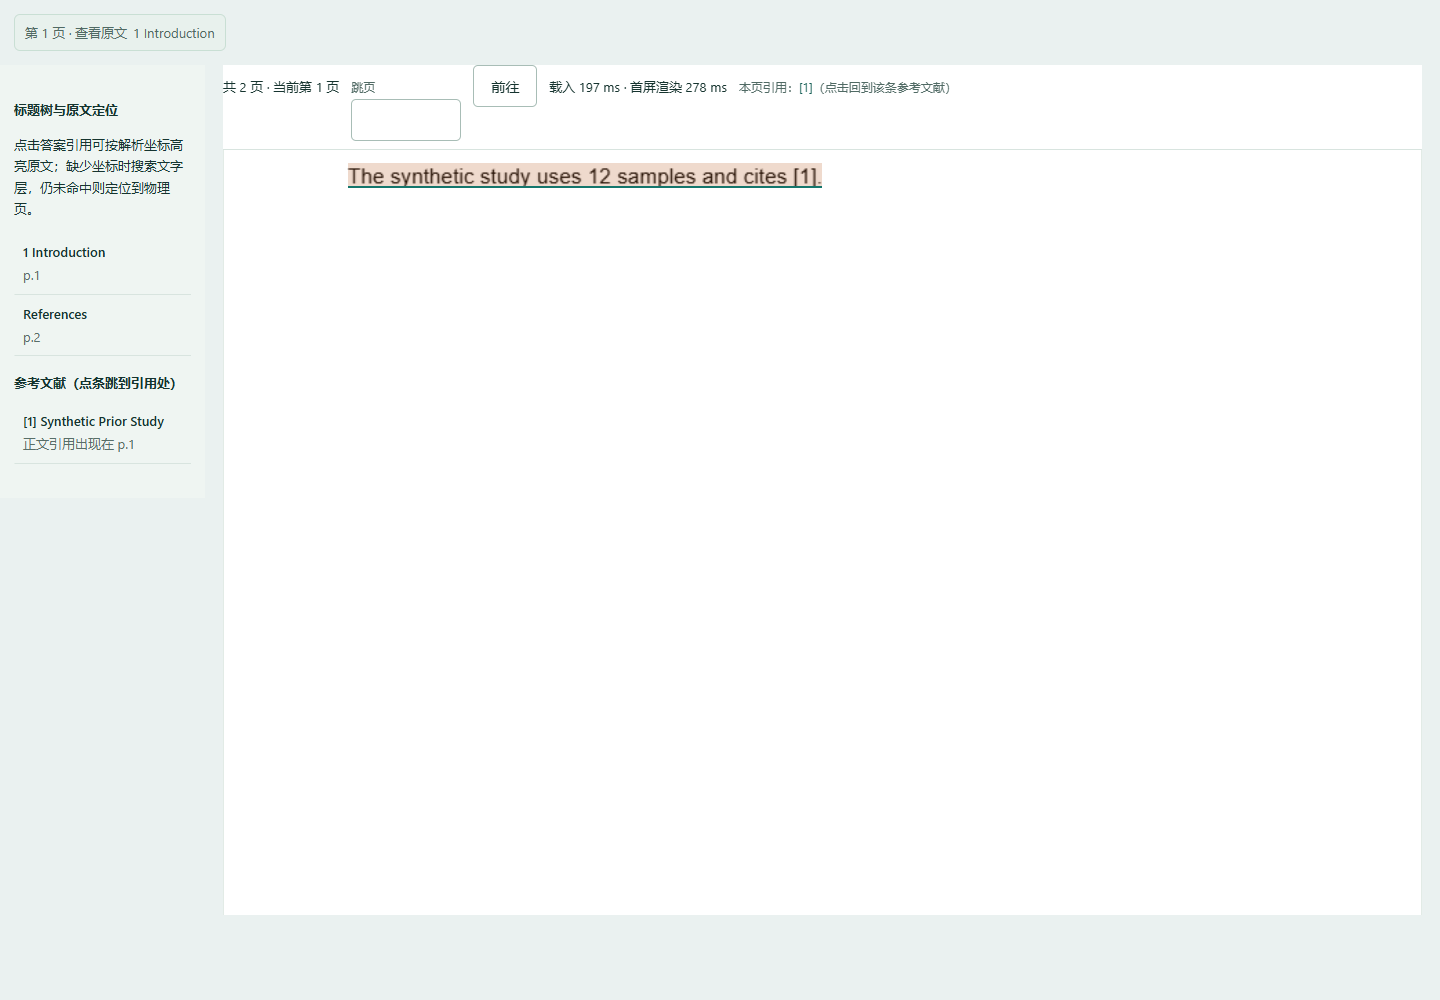 第 1 页 · 查看原文 1 Introduction
标题树与原文定位
点击答案引用可按解析坐标高
亮原文；缺少坐标时搜索文字
层，仍未命中则定位到物理
页。
1 Introduction
p.1
References
p.2
参考文献（点条跳到引用处）
[1] Synthetic Prior Study
正文引用出现在 p.1
共 2 页 · 当前第 1 页 跳页 前往 载入 197 ms · 首屏渲染 278 ms 本页引用：[1]（点击回到该条参考文献）
The synthetic study uses 12 samples and cites [1].